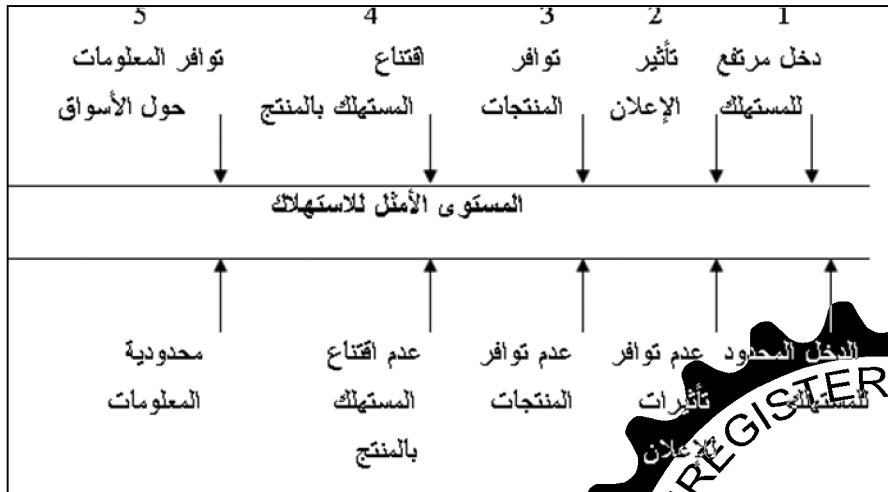 1 2 3 4 5
دخل مرتفع تأثير توافر اقتناع توافر المعلومات
للمستهلك الإعلان المنتجات المستهلك بالمنتج حول الأسواق
المستوى الأمثل للاستهلاك
الدخل المحدود عدم توافر عدم توافر عدم اقتناع محدودية
للمستهلك تأثيرات المنتجات المستهلك المعلومات
للإعلان بالمنتج
REGISTER